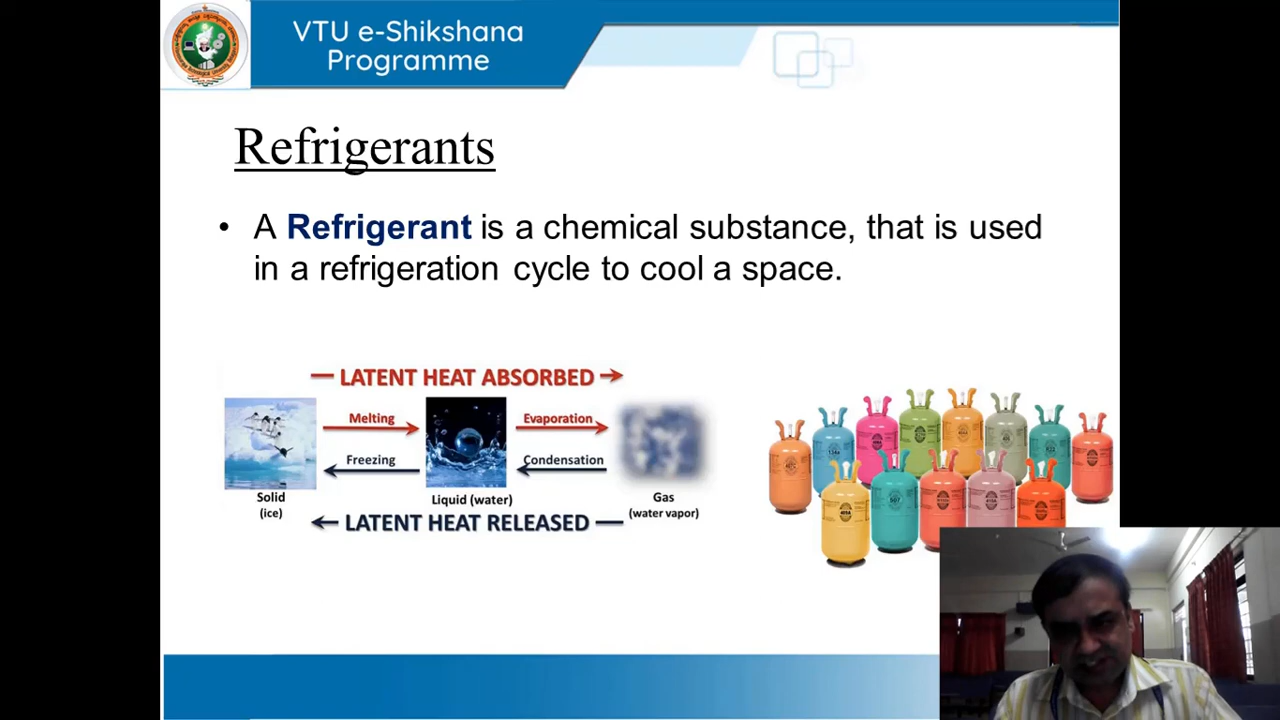 VTU e-Shikshana
Programme
Refrigerants
• A Refrigerant is a chemical substance, that is used
in a refrigeration cycle to cool a space.
LATENT HEAT ABSORBED
Melting
Evaporation
Freezing
Condensation
Solid
(ice)
Liquid (water)
Gas
(water vapor)
LATENT HEAT RELEASED